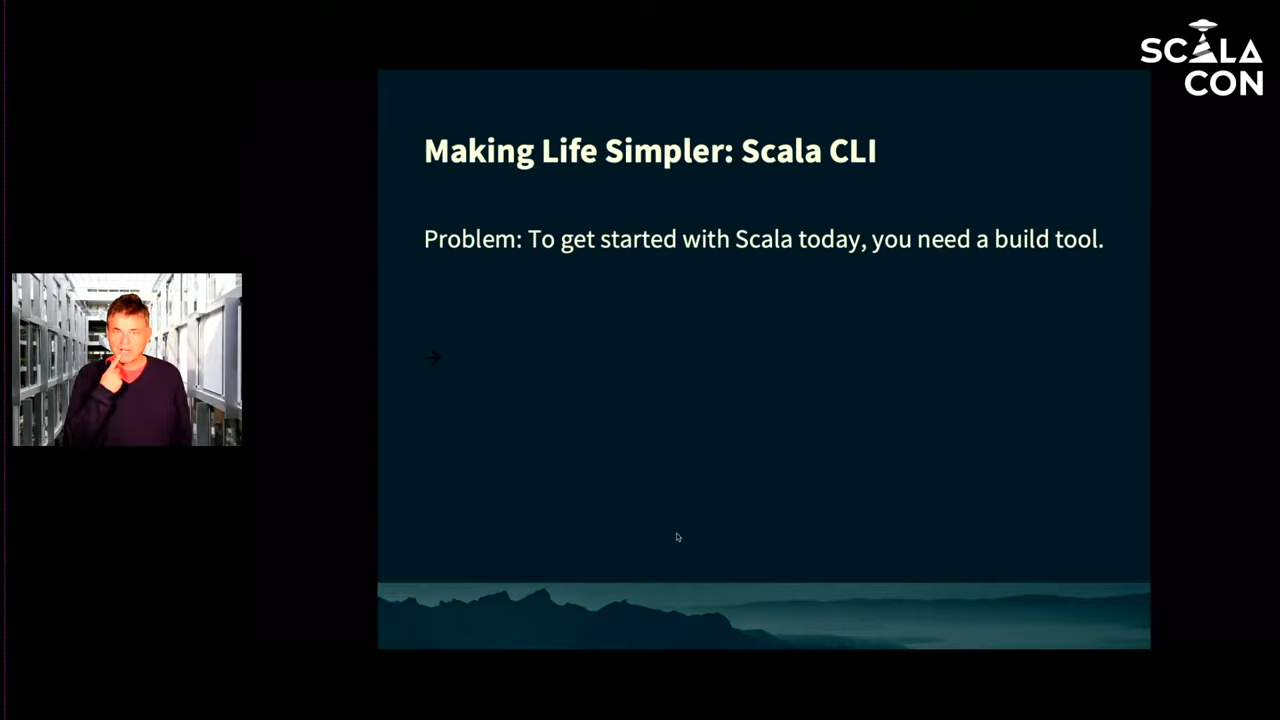 SCALA
CON
Making Life Simpler: Scala CLI
Problem: To get started with Scala today, you need a build tool.
→